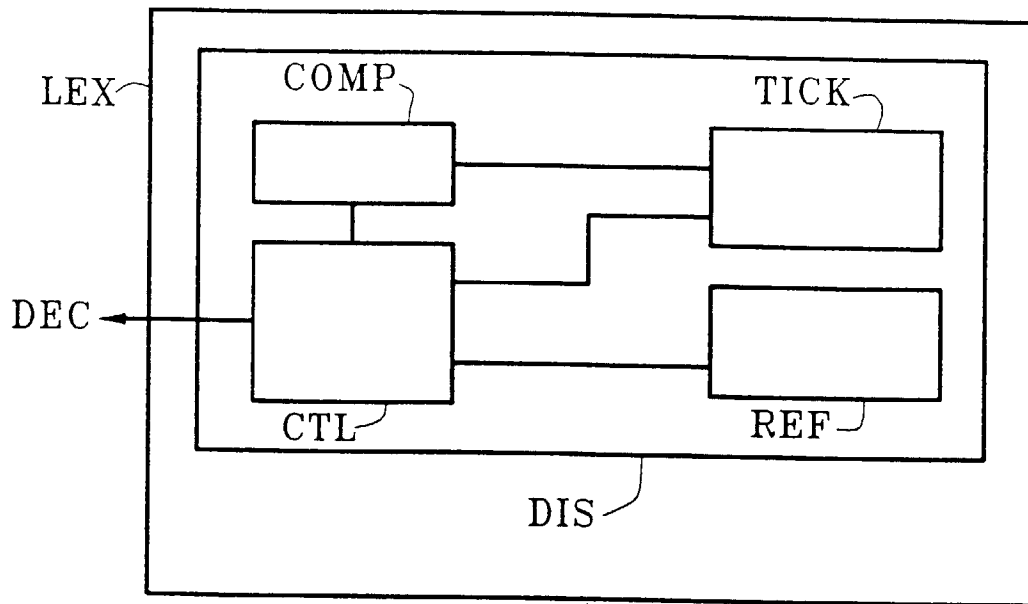 COMP
TICK
LEX
DEC
CTL
REF
DIS